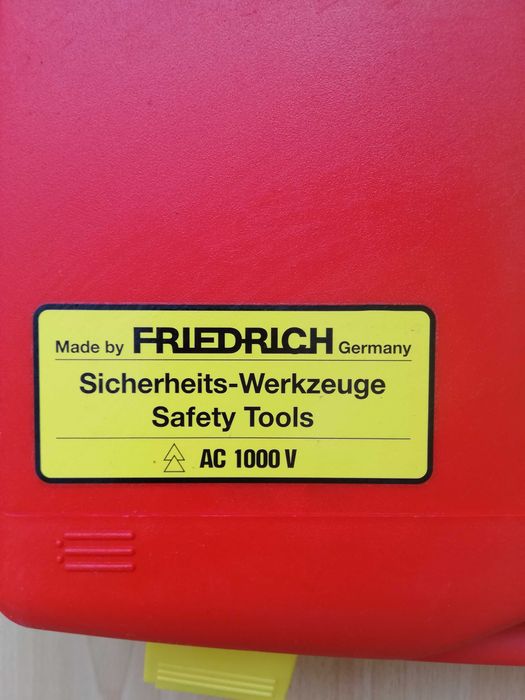 Made by FRIEDRICH Germany
Sicherheits-Werkzeuge
Safety Tools
AC 1000 V